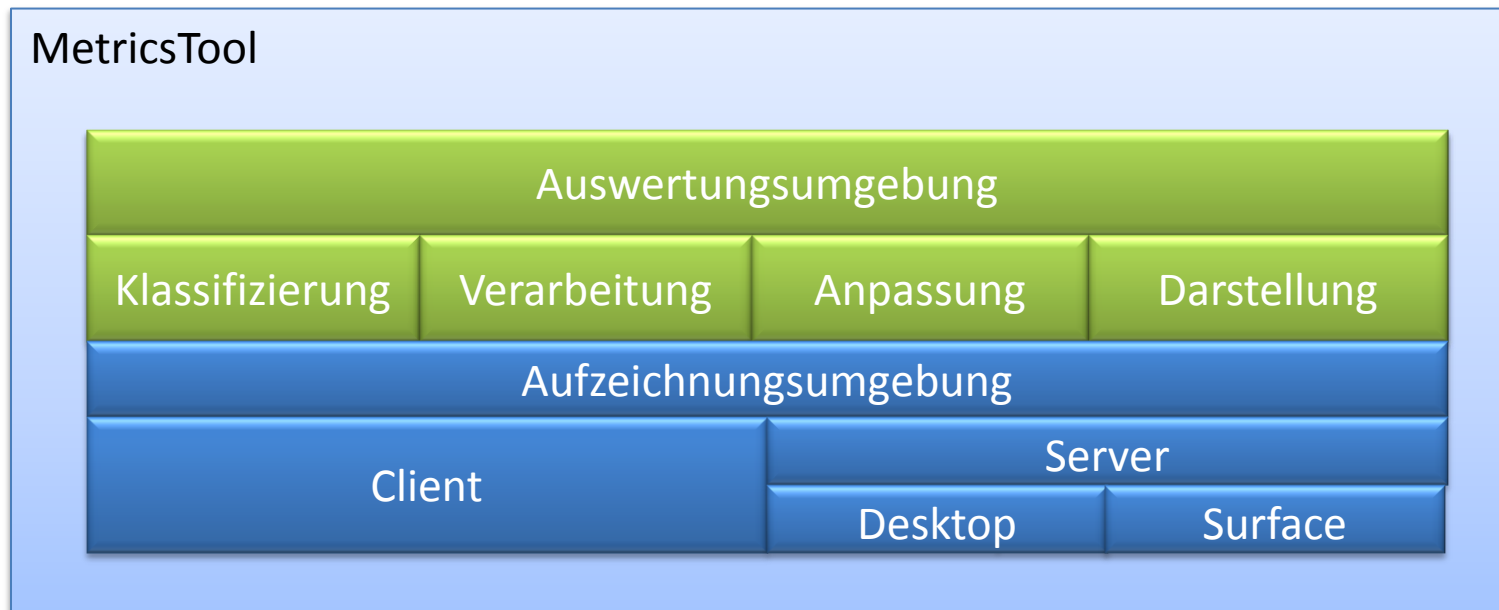 MetricsTool
Auswertungsumgebung
Klassifizierung
Verarbeitung
Anpassung
Darstellung
Aufzeichnungsumgebung
Client
Server
Desktop
Surface